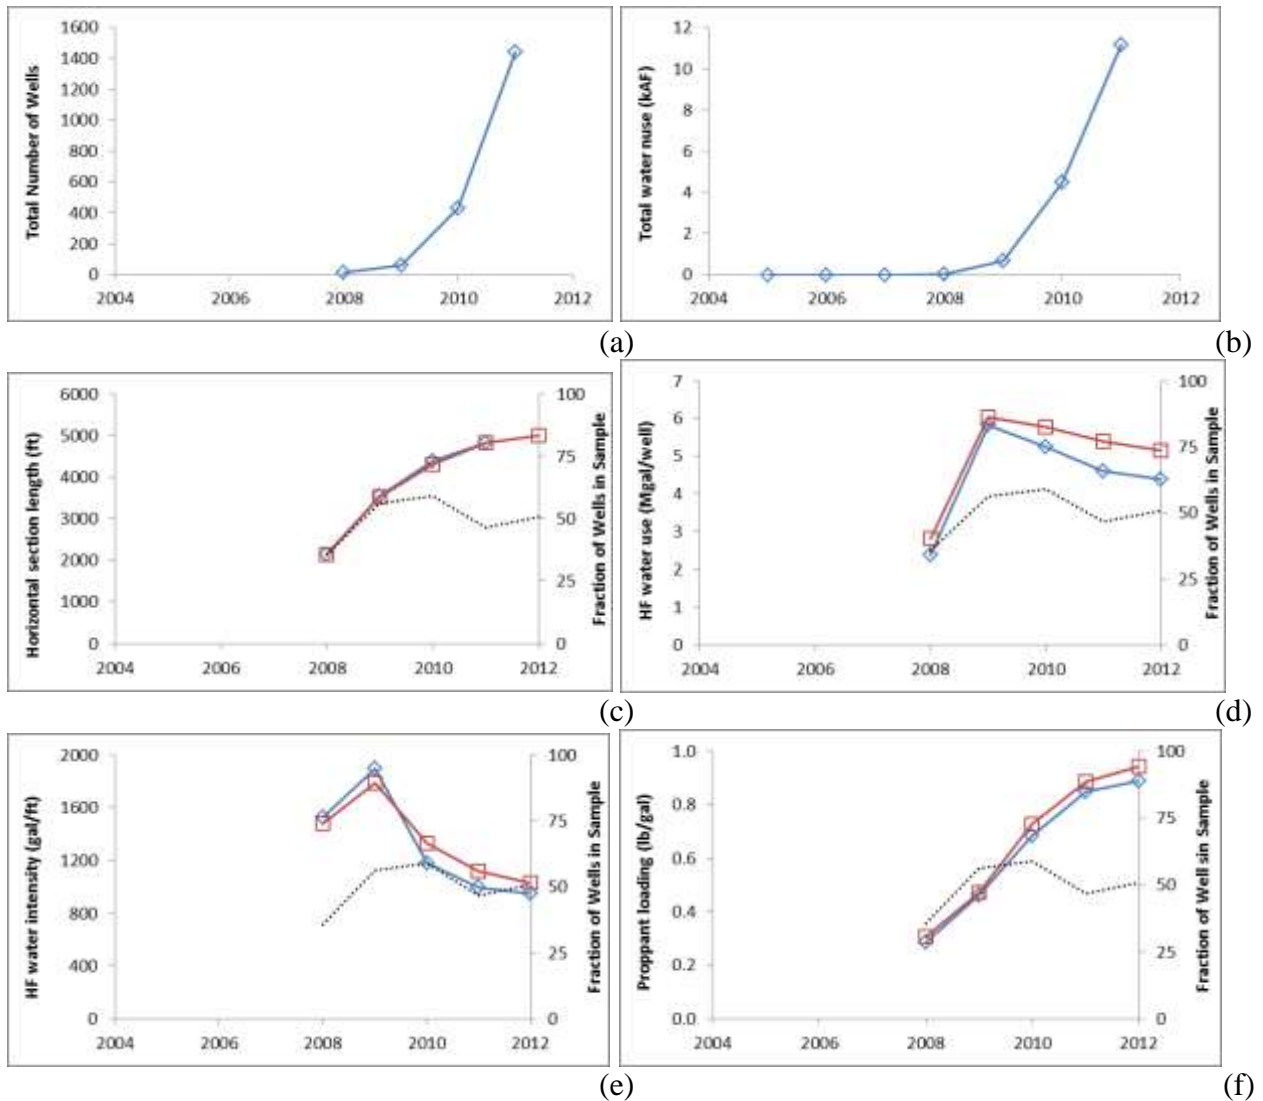 Total Number of Wells
1600
1400
1200
1000
800
600
400
200
0
2004 2006 2008 2010 2012
(a)
Total water nuse (kAF)
12
10
8
6
4
2
0
2004 2006 2008 2010 2012
(b)
Horizontal section length (ft)
6000
5000
4000
3000
2000
1000
0
2004 2006 2008 2010 2012
100
75
50
25
0
Fraction of Wells in Sample
(c)
HF water use (Mgal/well)
7
6
5
4
3
2
1
0
2004 2006 2008 2010 2012
100
75
50
25
0
Fraction of Wells in Sample
(d)
HF water intensity (gal/ft)
2000
1600
1200
800
400
0
2004 2006 2008 2010 2012
100
75
50
25
0
Fraction of Wells in Sample
(e)
Proppant loading (lb/gal)
1.0
0.8
0.6
0.4
0.2
0.0
2004 2006 2008 2010 2012
100
75
50
25
0
Fraction of Well sin Sample
(f)